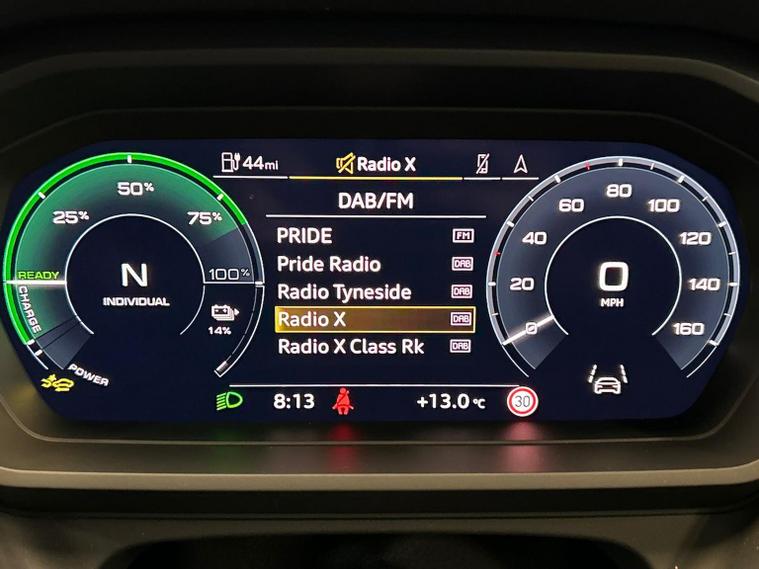 44mi
Radio X
DAB/FM
PRIDE FM
Pride Radio DAB
Radio Tyneside DAB
Radio X DAB
Radio X Class Rk DAB
25%
50%
75%
100%
READY
CHARGE
POWER
N
INDIVIDUAL
14%
0
20
40
60
80
100
120
140
160
0
MPH
8:13
+13.0 °C
30